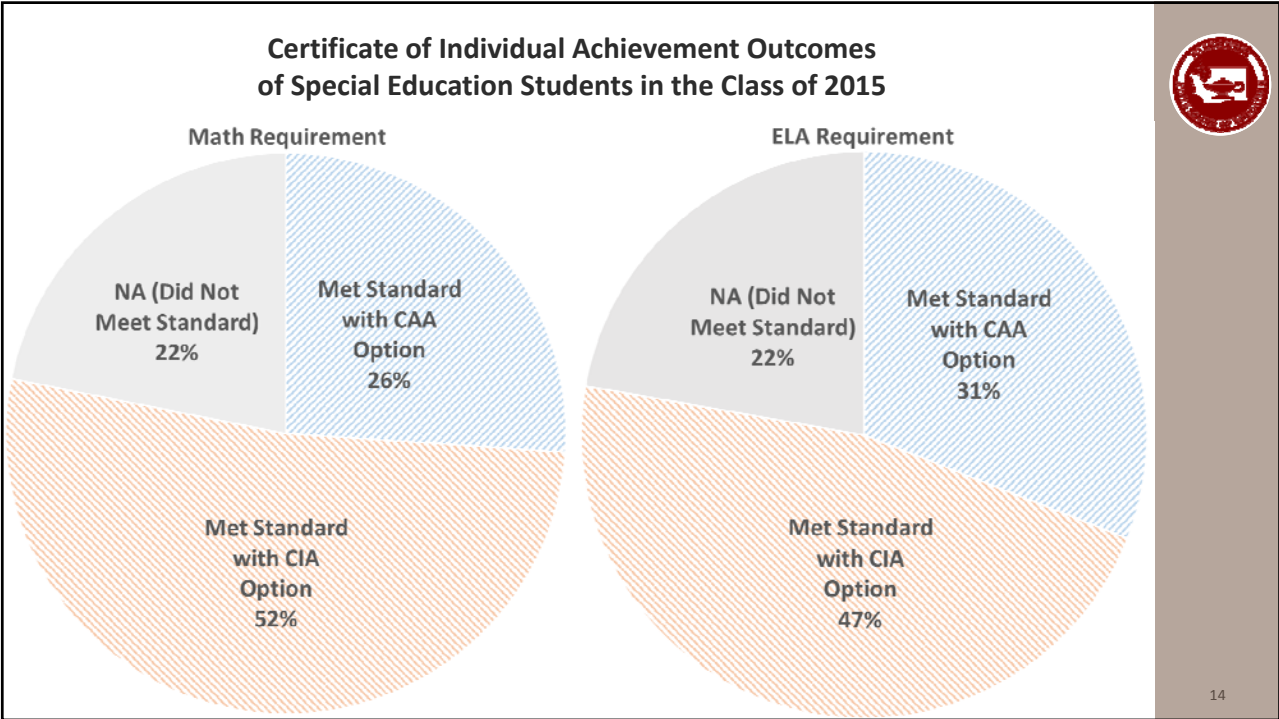 Certificate of Individual Achievement Outcomes
of Special Education Students in the Class of 2015
Math Requirement
NA (Did Not
Meet Standard)
22%
Met Standard
with CAA
Option
26%
Met Standard
with CIA
Option
52%
ELA Requirement
NA (Did Not
Meet Standard)
22%
Met Standard
with CAA
Option
31%
Met Standard
with CIA
Option
47%
14